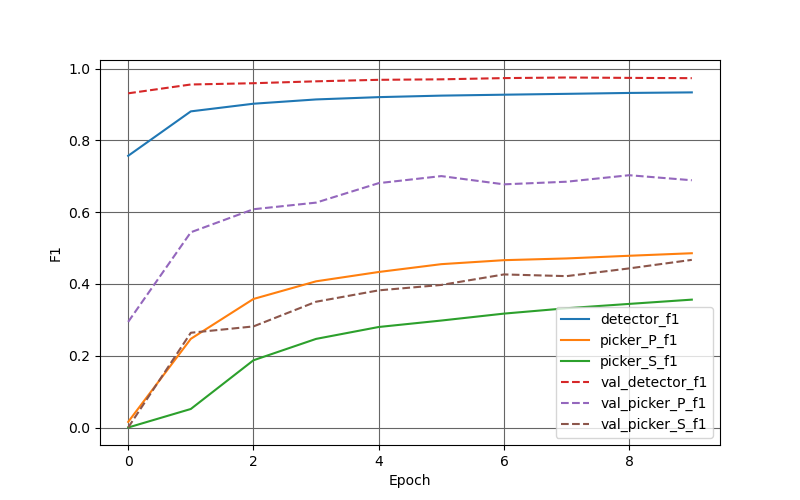 1.0
0.8
0.6
0.4
0.2
0.0
F1
0 2 4 6 8
Epoch
detector_f1
picker_P_f1
picker_S_f1
val_detector_f1
val_picker_P_f1
val_picker_S_f1